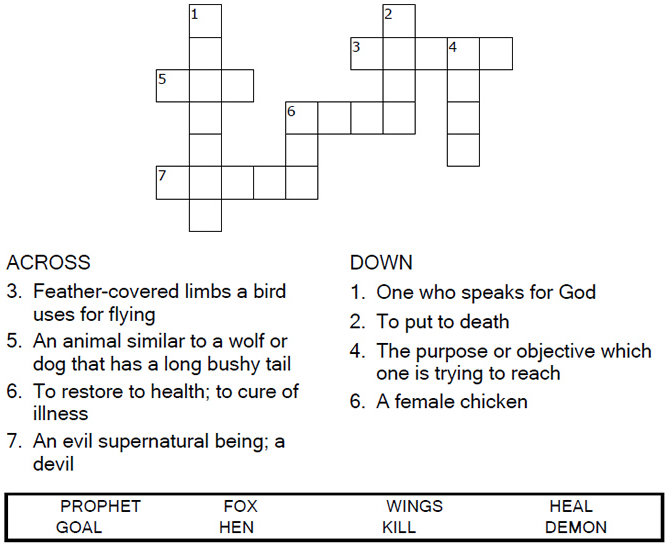 1
2
3
4
5
6
7
ACROSS
3. Feather-covered limbs a bird
uses for flying
5. An animal similar to a wolf or
dog that has a long bushy tail
6. To restore to health; to cure of
illness
7. An evil supernatural being; a
devil
DOWN
1. One who speaks for God
2. To put to death
4. The purpose or objective which
one is trying to reach
6. A female chicken
PROPHET FOX WINGS HEAL
GOAL HEN KILL DEMON